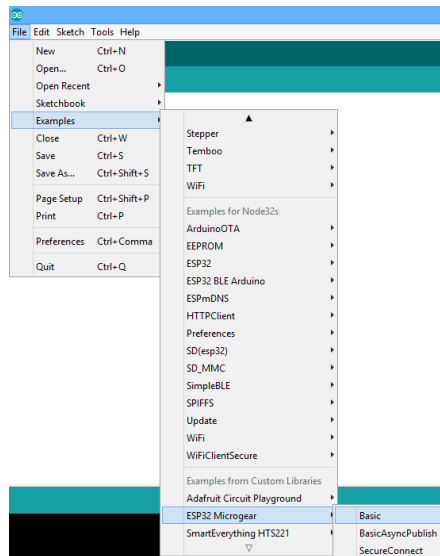 File Edit Sketch Tools Help
New Ctrl+N
Open... Ctrl+O
Open Recent
Sketchbook
Examples
Close Ctrl+W
Save Ctrl+S
Save As... Ctrl+Shift+S
Page Setup Ctrl+Shift+P
Print Ctrl+P
Preferences Ctrl+Comma
Quit Ctrl+Q
Stepper
Temboo
TFT
WiFi
Examples for Node32s
ArduinoOTA
EEPROM
ESP32
ESP32 BLE Arduino
ESPmDNS
HTTPClient
Preferences
SD(esp32)
SD_MMC
SimpleBLE
SPIFFS
Update
WiFi
WiFiClientSecure
Examples from Custom Libraries
Adafruit Circuit Playground
ESP32 Microgear
SmartEverything HTS221
Basic
BasicAsyncPublish
SecureConnect